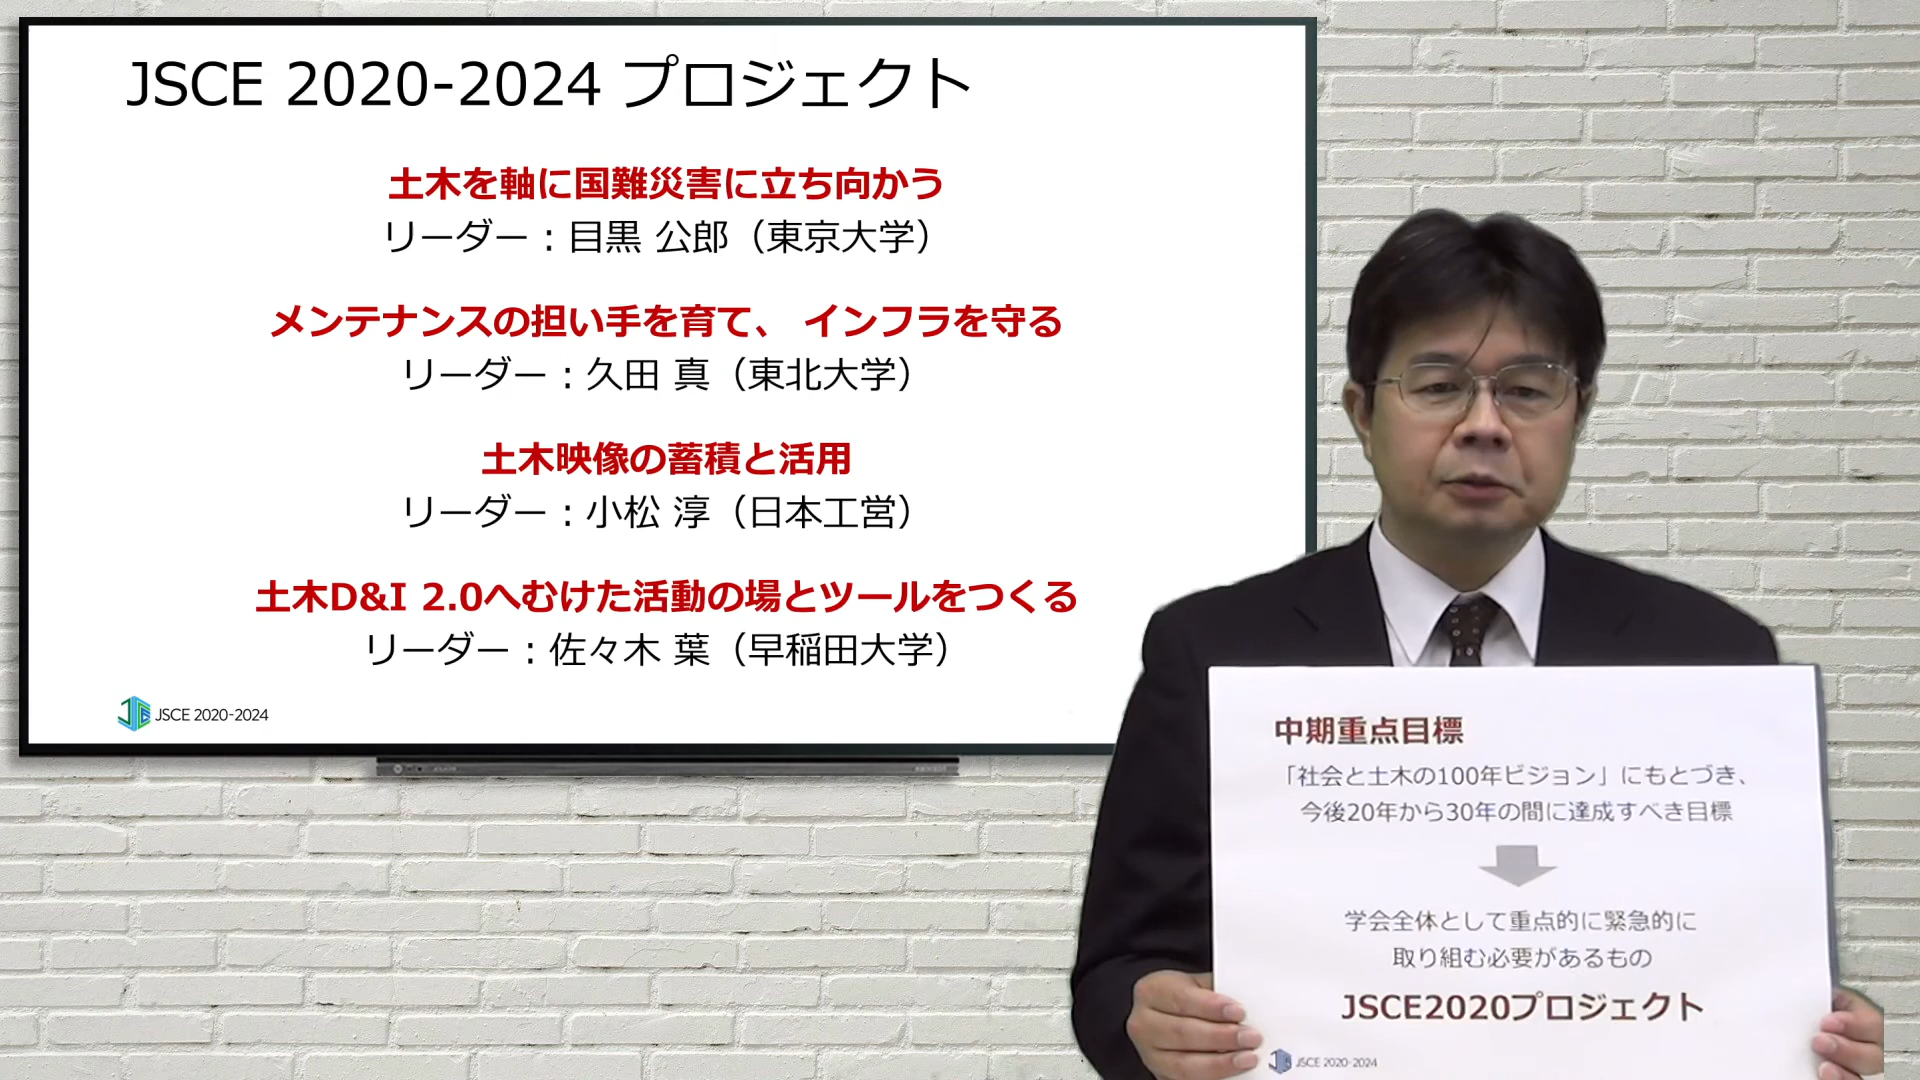 JSCE 2020-2024 プロジェクト
土木を軸に国難災害に立ち向かう
リーダー：目黒 公郎（東京大学）
メンテナンスの担い手を育て、 インフラを守る
リーダー：久田 真（東北大学）
土木映像の蓄積と活用
リーダー：小松 淳（日本工営）
土木D&I 2.0へむけた活動の場とツールをつくる
リーダー：佐々木 葉（早稲田大学）
JSCE 2020-2024
中期重点目標
「社会と土木の100年ビジョン」にもとづき、
今後20年から30年の間に達成すべき目標
学会全体として重点的に緊急的に
取り組む必要があるもの
JSCE2020プロジェクト
JSCE 2020-2024